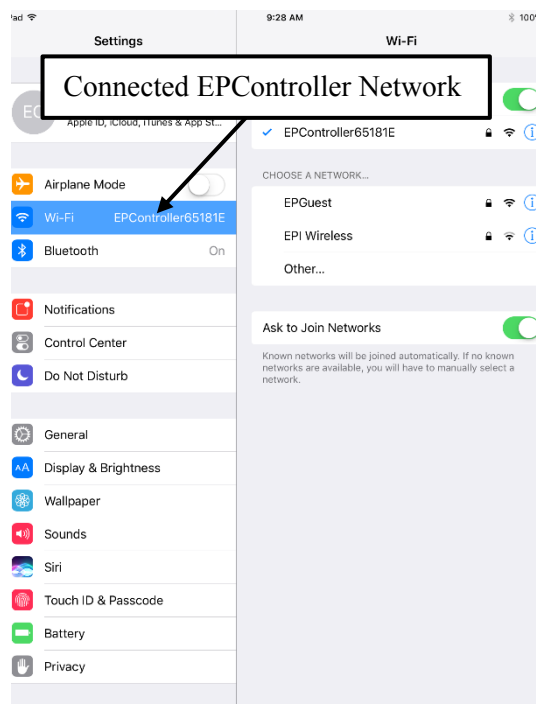 iPad 9:28 AM 100%
Settings
Wi-Fi
Connected EPController Network
EC
Apple ID, iCloud, iTunes & App St...
EPController65181E
CHOOSE A NETWORK...
Airplane Mode
EPGuest
Wi-Fi EPController65181E
EPI Wireless
Bluetooth On
Other...
Notifications
Ask to Join Networks
Control Center
Known networks will be joined automatically. If no known
networks are available, you will have to manually select a
network.
Do Not Disturb
General
AA Display & Brightness
Wallpaper
Sounds
Siri
Touch ID & Passcode
Battery
Privacy